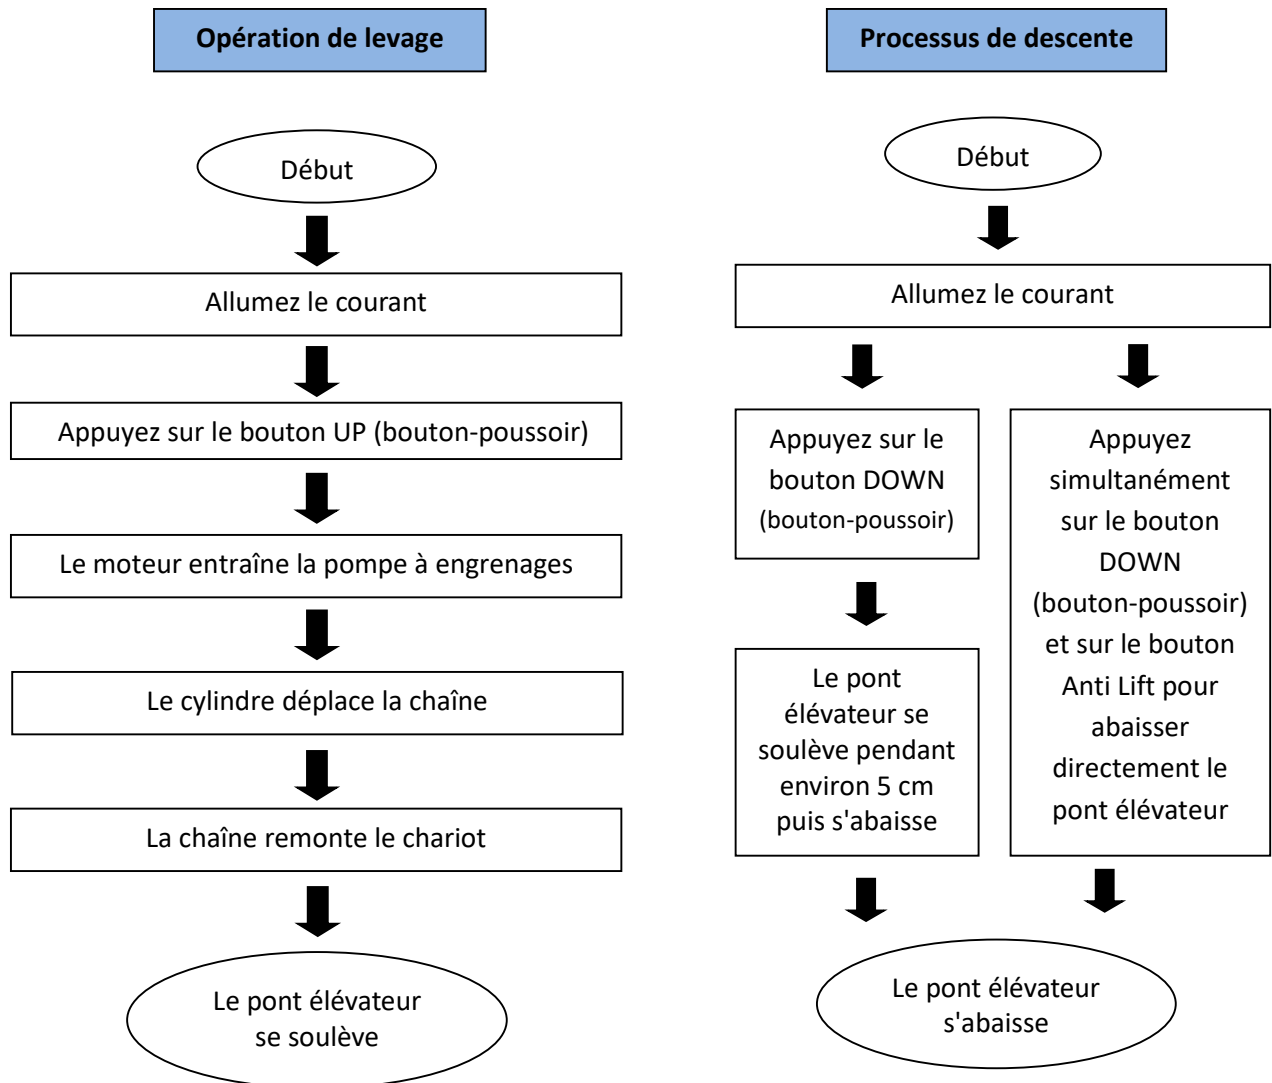 Opération de levage
Début
Allumez le courant
Appuyez sur le bouton UP (bouton-poussoir)
Le moteur entraîne la pompe à engrenages
Le cylindre déplace la chaîne
La chaîne remonte le chariot
Le pont élévateur
se soulève
Processus de descente
Début
Allumez le courant
Appuyez sur le
bouton DOWN
(bouton-poussoir)
Le pont
élévateur se
soulève pendant
environ 5 cm
puis s'abaisse
Appuyez
simultanément
sur le bouton
DOWN
(bouton-poussoir)
et sur le bouton
Anti Lift pour
abaisser
directement le
pont élévateur
Le pont élévateur
s'abaisse